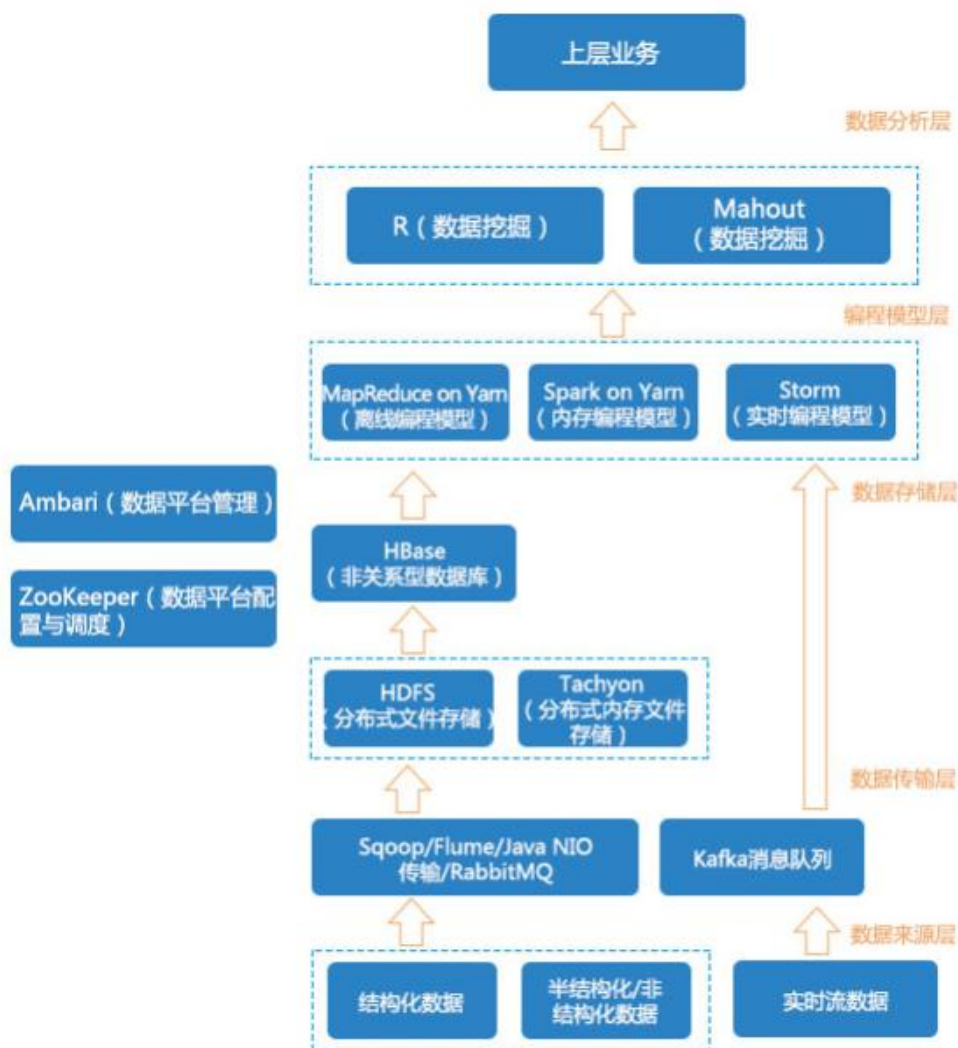 上层业务
数据分析层
R（数据挖掘）
Mahout
（数据挖掘）
编程模型层
MapReduce on Yarn
（离线编程模型）
Spark on Yarn
（内存编程模型）
Storm
（实时编程模型）
数据存储层
Ambari（数据平台管理）
HBase
（非关系型数据库）
ZooKeeper（数据平台配
置与调度）
HDFS
（分布式文件存储）
Tachyon
（分布式内存文件
存储）
数据传输层
Sqoop/Flume/Java NIO
传输/RabbitMQ
Kafka消息队列
数据来源层
结构化数据
半结构化/非
结构化数据
实时流数据